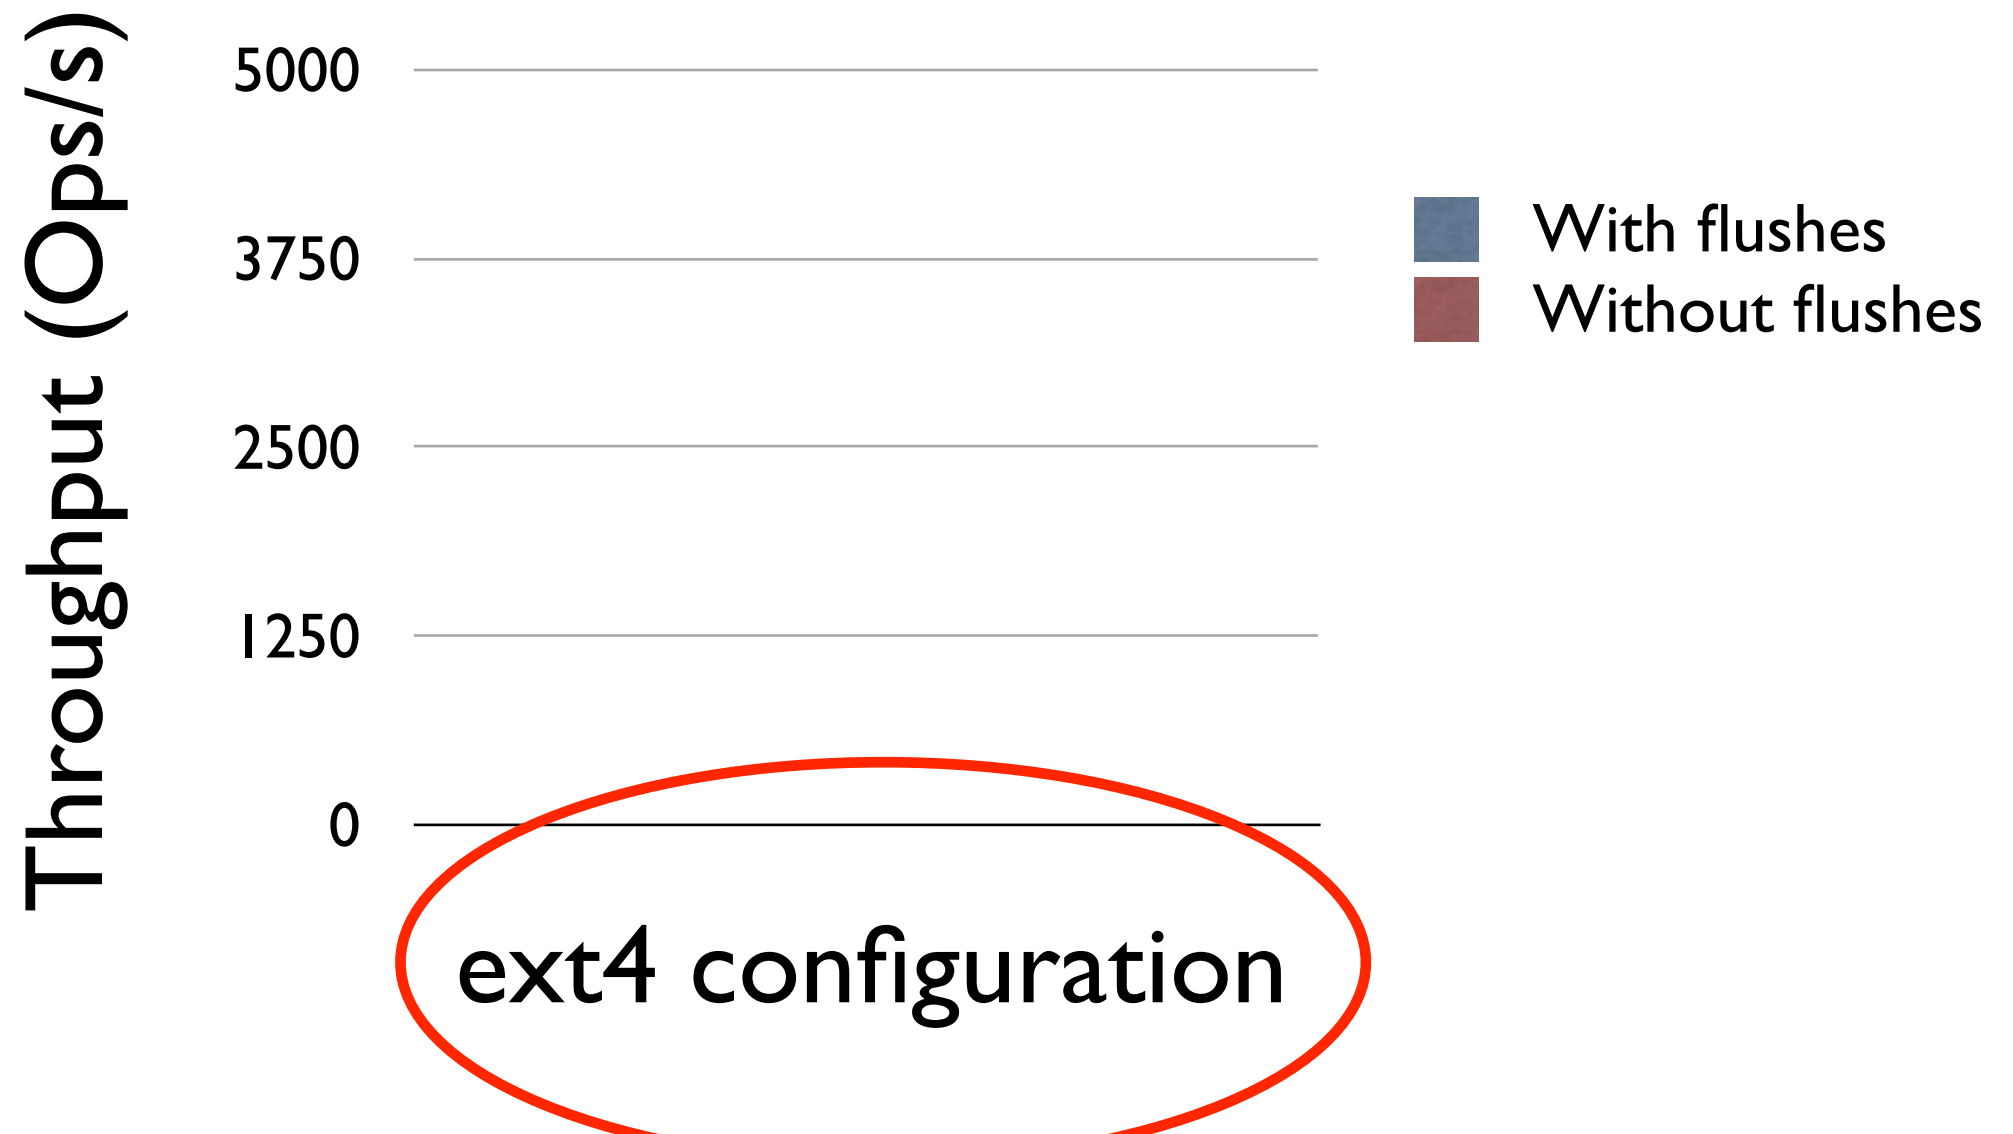 Throughput (Ops/s)
5000
3750
2500
1250
0
With flushes
Without flushes
ext4 configuration